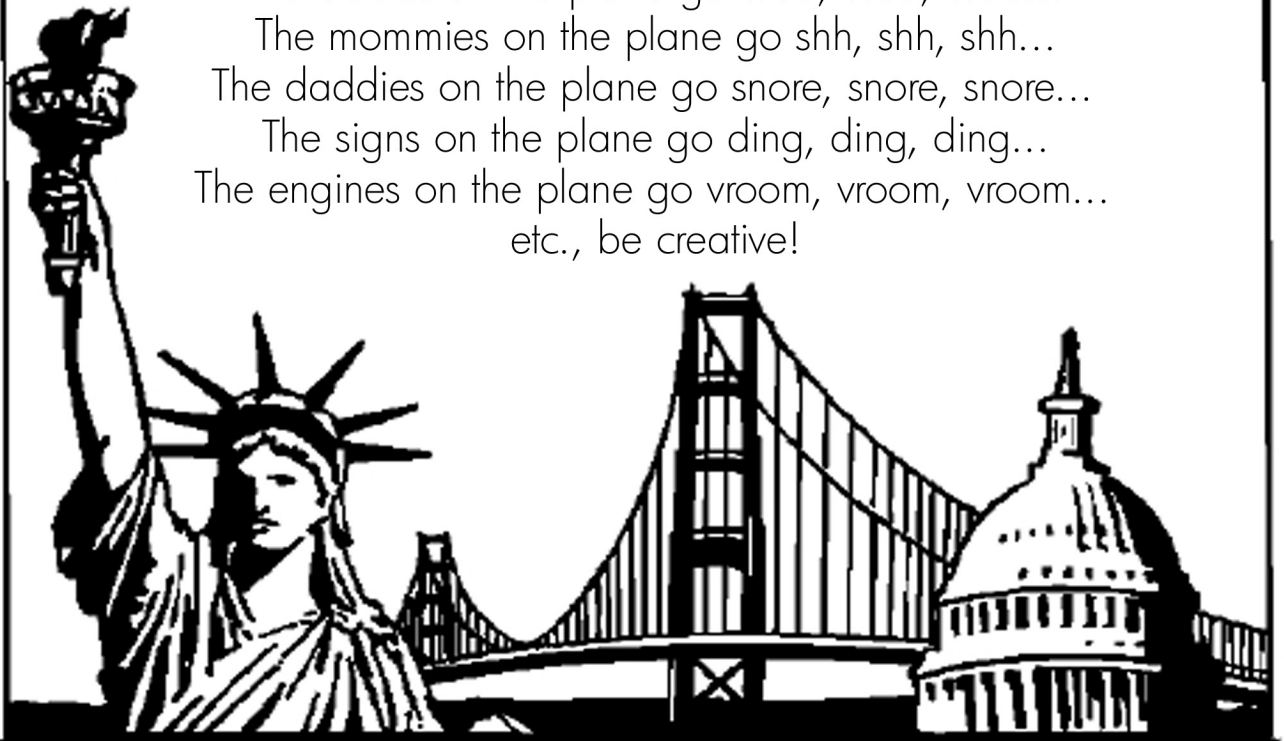 The mommies on the plane go shh, shh, shh...
The daddies on the plane go snore, snore, snore...
The signs on the plane go ding, ding, ding...
The engines on the plane go vroom, vroom, vroom...
etc., be creative!